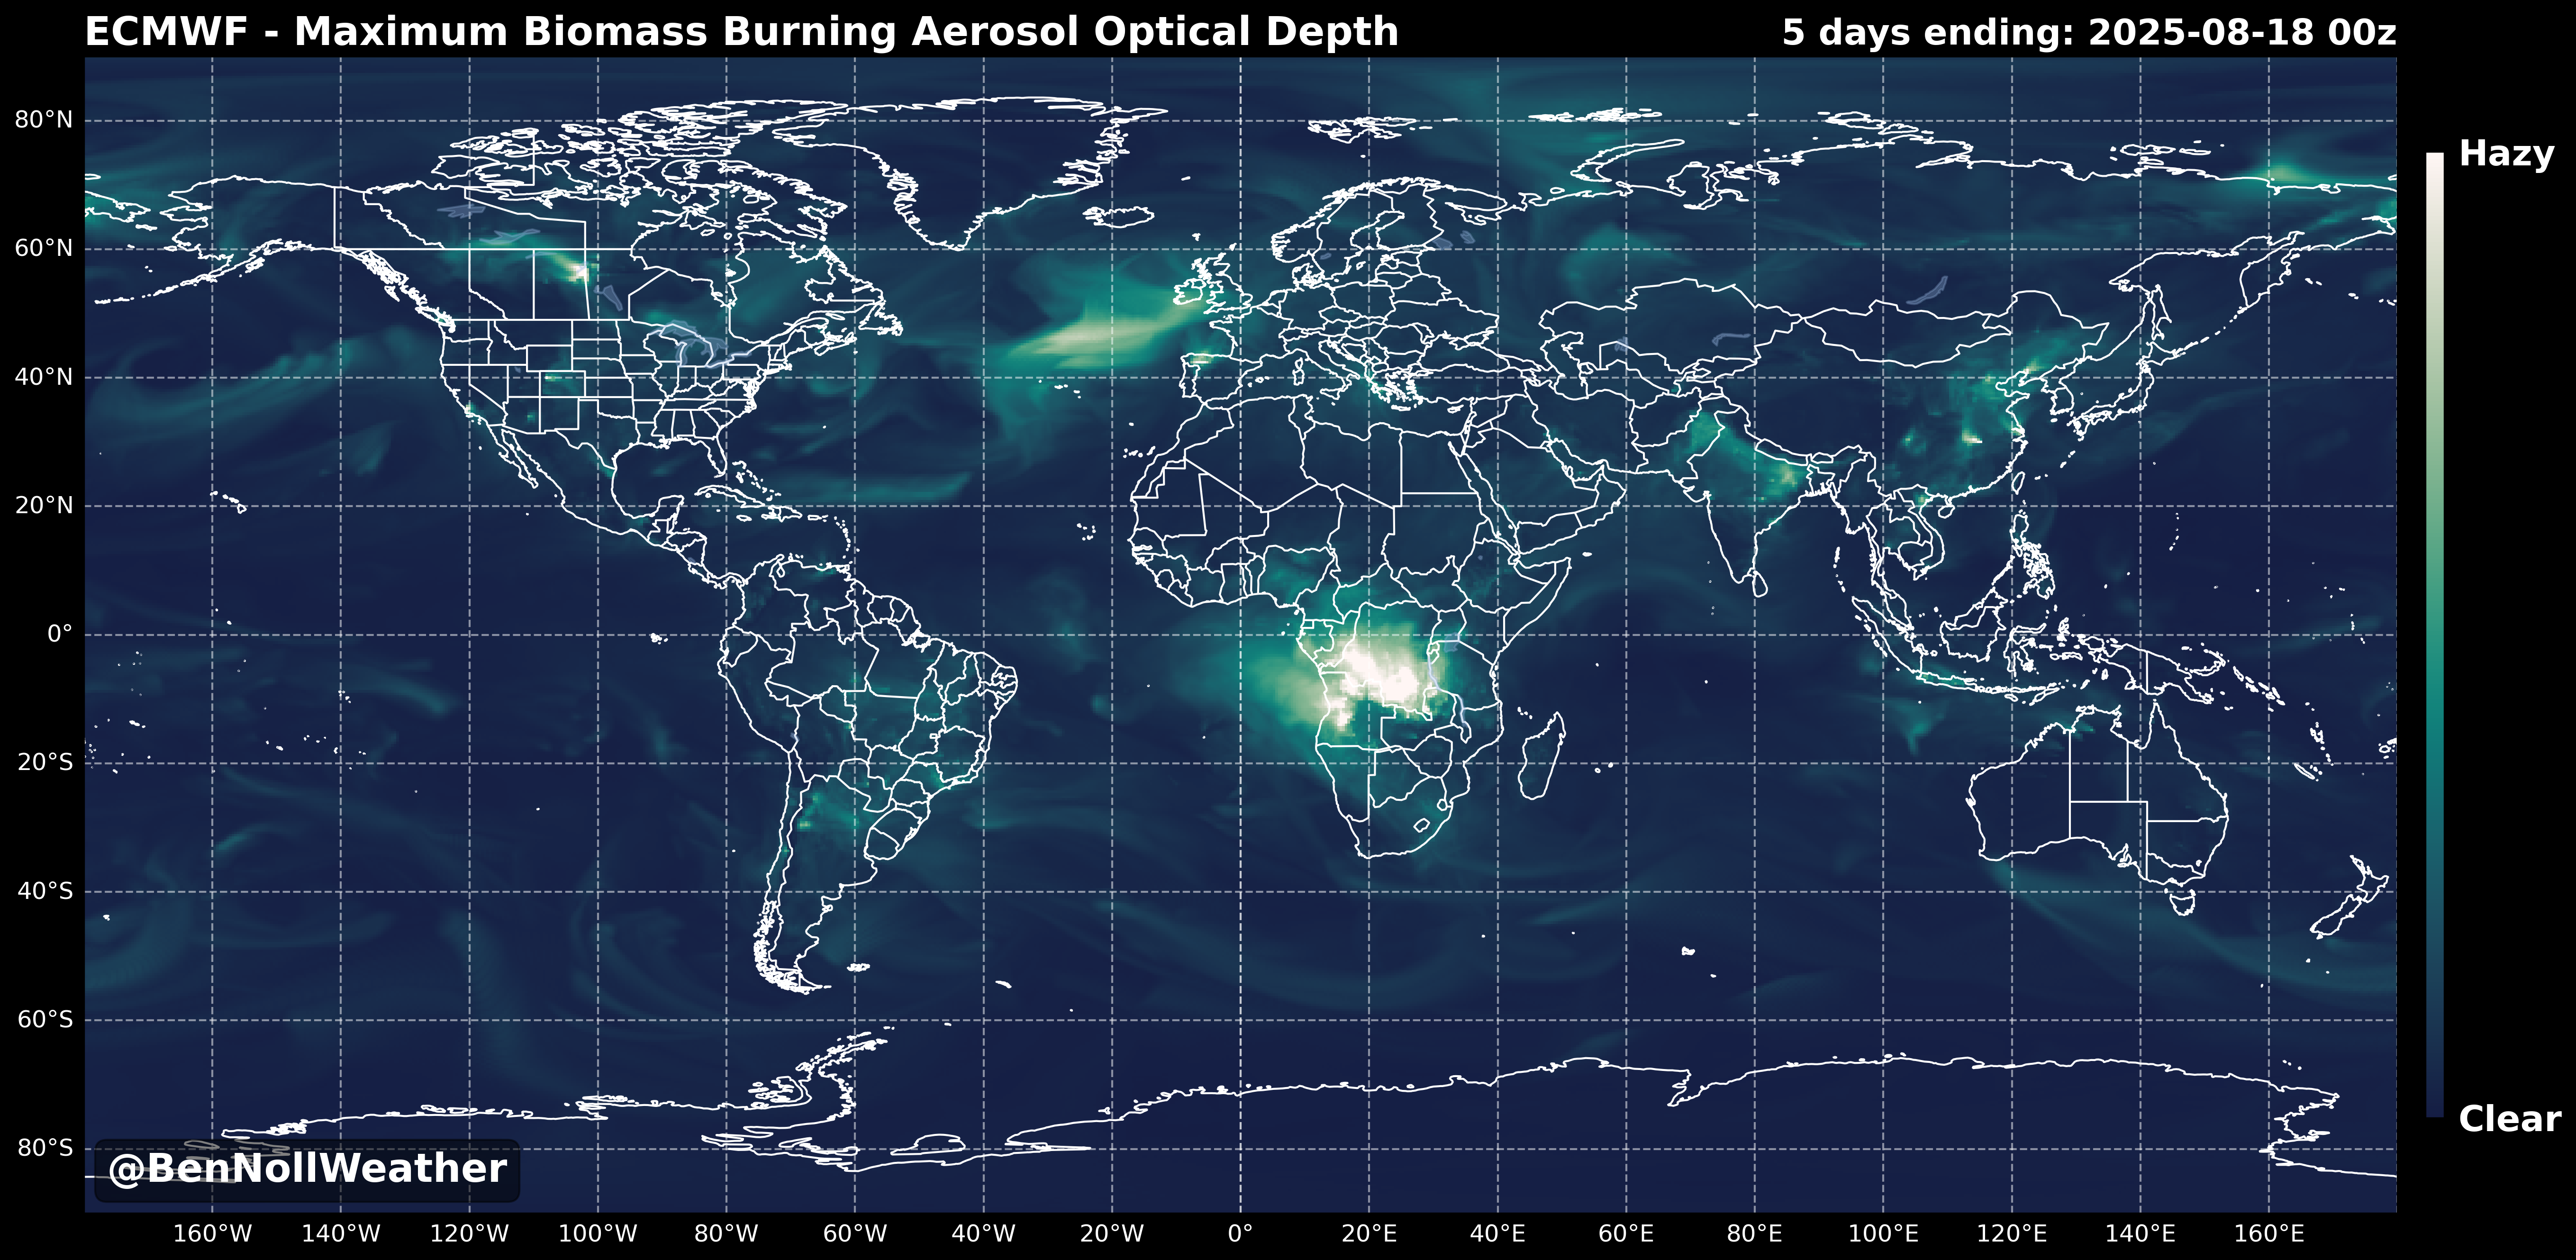 ECMWF - Maximum Biomass Burning Aerosol Optical Depth
5 days ending: 2025-08-18 00z
Hazy
80°N
60°N
40°N
20°N
0°
20°S
40°S
60°S
80°S
Clear
@BenNollWeather
160°W 140°W 120°W 100°W 80°W 60°W 40°W 20°W 0° 20°E 40°E 60°E 80°E 100°E 120°E 140°E 160°E